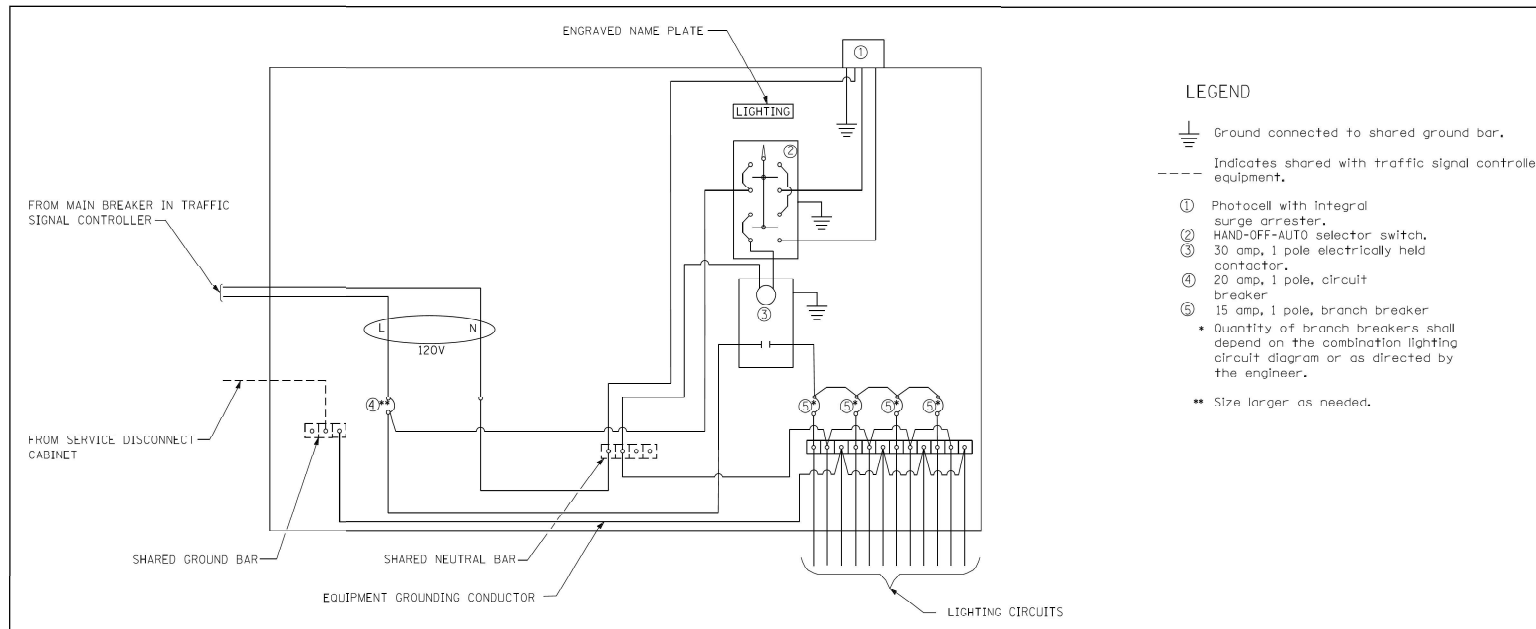 ENGRAVED NAME PLATE
①
LIGHTING
②
FROM MAIN BREAKER IN TRAFFIC
SIGNAL CONTROLLER
③
L N
120V
④**
⑤* ⑤* ⑤* ⑤*
FROM SERVICE DISCONNECT
CABINET
SHARED GROUND BAR
SHARED NEUTRAL BAR
EQUIPMENT GROUNDING CONDUCTOR
LIGHTING CIRCUITS
LEGEND
Ground connected to shared ground bar.
Indicates shared with traffic signal controlle
equipment.
① Photocell with integral
surge arrester.
② HAND-OFF-AUTO selector switch.
③ 30 amp, 1 pole electrically held
contactor.
④ 20 amp, 1 pole, circuit
breaker
⑤ 15 amp, 1 pole, branch breaker
* Quantity of branch breakers shall
depend on the combination lighting
circuit diagram or as directed by
the engineer.
** Size larger as needed.